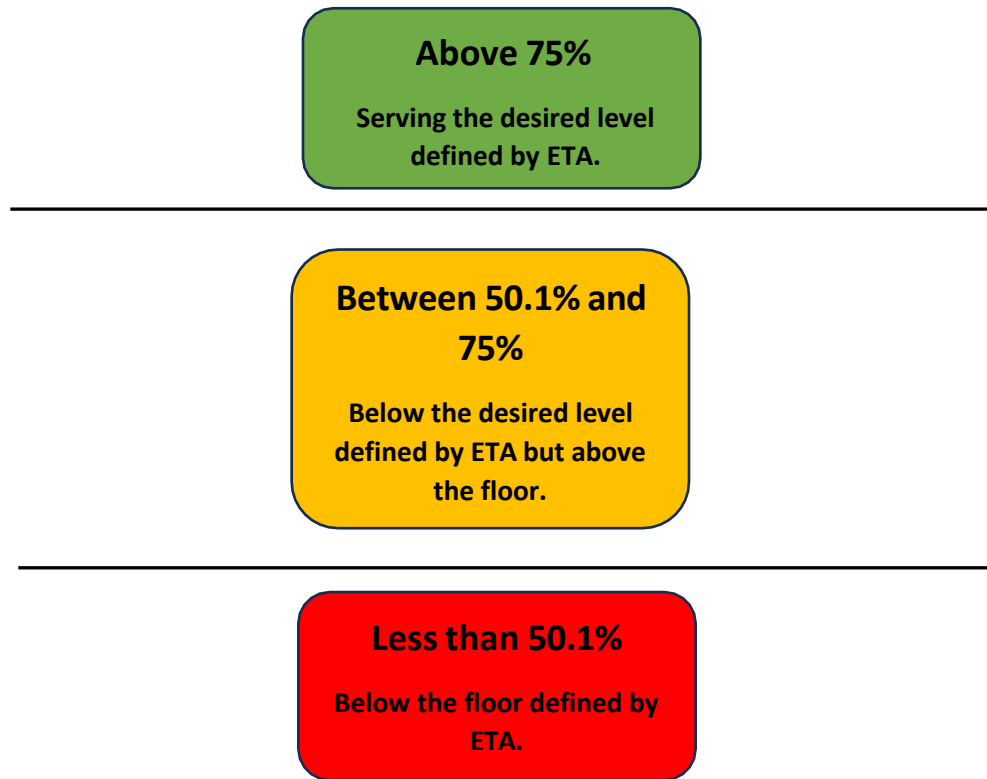 Above 75%
Serving the desired level
defined by ETA.
Between 50.1% and
75%
Below the desired level
defined by ETA but above
the floor.
Less than 50.1%
Below the floor defined by
ETA.